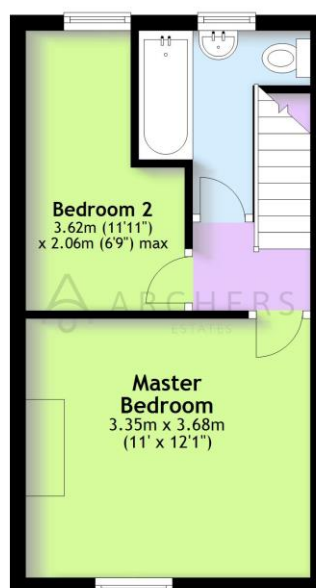 Bedroom 2
3.62m (11'11")
x 2.06m (6'9") max
ARCHERS
ESTATES
Master
Bedroom
3.35m x 3.68m
(11' x 12'1")